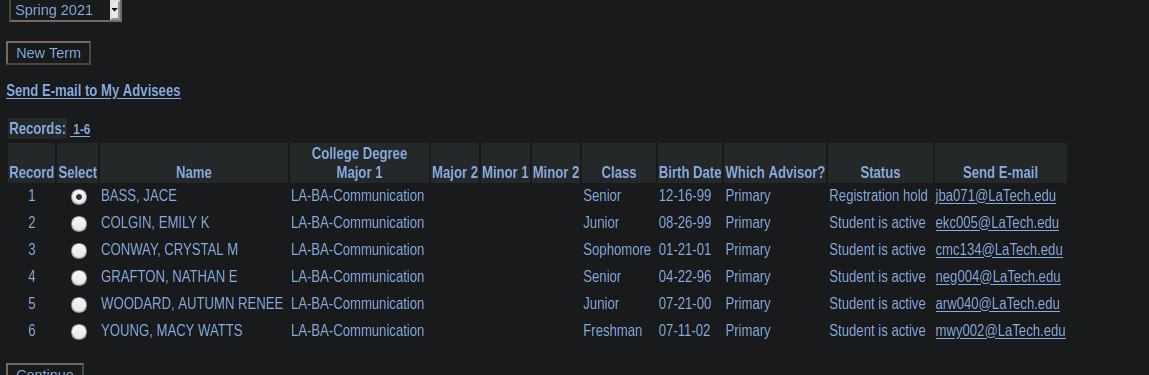 Spring 2021
New Term
Send E-mail to My Advisees
Records: 1-6
College Degree
Record Select Name Major 1 Major 2 Minor 1 Minor 2 Class Birth Date Which Advisor? Status Send E-mail
1 BASS, JACE LA-BA-Communication Senior 12-16-99 Primary Registration hold jba071@LaTech.edu
2 COLGIN, EMILY K LA-BA-Communication Junior 08-26-99 Primary Student is active ekc005@LaTech.edu
3 CONWAY, CRYSTAL M LA-BA-Communication Sophomore 01-21-01 Primary Student is active cmc134@LaTech.edu
4 GRAFTON, NATHAN E LA-BA-Communication Senior 04-22-96 Primary Student is active neg004@LaTech.edu
5 WOODARD, AUTUMN RENEE LA-BA-Communication Junior 07-21-00 Primary Student is active arw040@LaTech.edu
6 YOUNG, MACY WATTS LA-BA-Communication Freshman 07-11-02 Primary Student is active mwy002@LaTech.edu
Continue